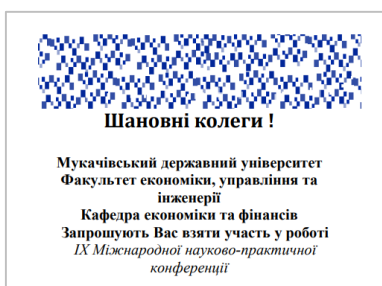 Шановні колеги !
Мукачівський державний університет
Факультет економіки, управління та
інженерії
Кафедра економіки та фінансів
Запрошують Вас взяти участь у роботі
IX Міжнародної науково-практичної
конференції